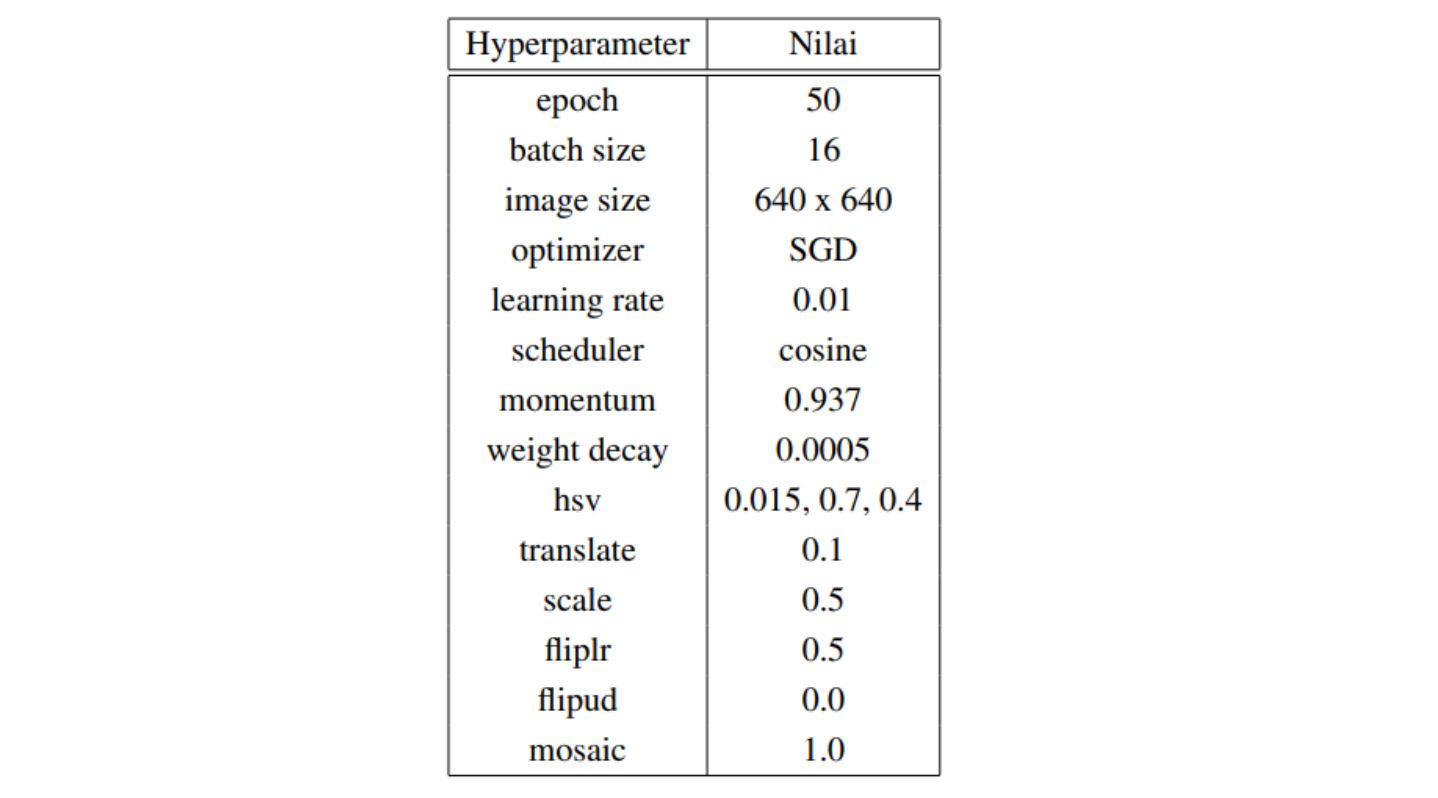 Hyperparameter Nilai
epoch 50
batch size 16
image size 640 x 640
optimizer SGD
learning rate 0.01
scheduler cosine
momentum 0.937
weight decay 0.0005
hsv 0.015, 0.7, 0.4
translate 0.1
scale 0.5
fliplr 0.5
flipud 0.0
mosaic 1.0